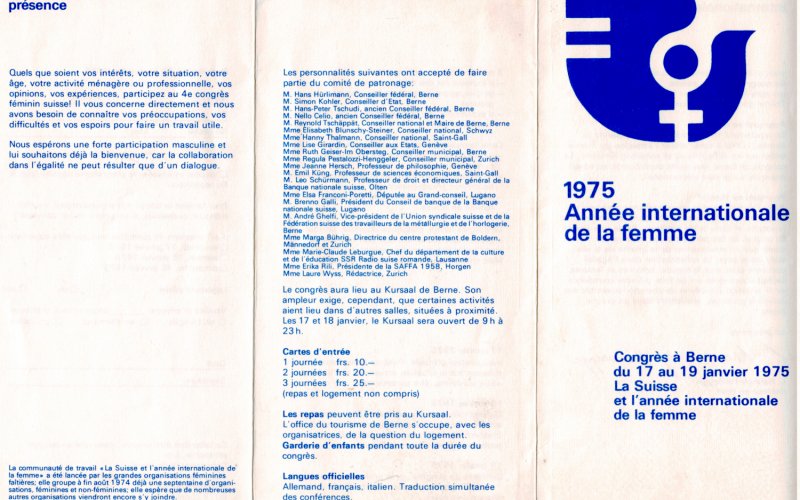 présence
Quels que soient vos intérêts, votre situation, votre
âge, votre activité ménagère ou professionnelle, vos
opinions, vos expériences, participez au 4e congrès
féminin suisse! Il vous concerne directement et nous
avons besoin de connaître vos préoccupations, vos
difficultés et vos espoirs pour faire un travail utile.
Nous espérons une forte participation masculine et
lui souhaitons déjà la bienvenue, car la collaboration
dans l'égalité ne peut résulter que d'un dialogue.
La communauté de travail «La Suisse et l'année internationale de
la femme» a été lancée par les grandes organisations féminines
faîtières; elle groupe à fin août 1974 déjà une septantaine d'organi-
sations, féminines et non-féminines; elle espère que de nombreuses
autres organisations viendront encore s'y joindre.
Les personnalités suivantes ont accepté de faire
partie du comité de patronage:
M. Hans Hürlimann, Conseiller fédéral, Berne
M. Simon Kohler, Conseiller d'Etat, Berne
M. Hans-Peter Tschudi, ancien Conseiller fédéral, Berne
M. Nello Celio, ancien Conseiller fédéral, Berne
M. Reynold Tschäppät, Conseiller national et Maire de Berne, Berne
Mme Elisabeth Blunschy-Steiner, Conseiller national, Schwyz
Mme Hanny Thalmann, Conseiller national, Saint-Gall
Mme Lise Girardin, Conseiller aux Etats, Genève
Mme Ruth Geiser-Im Obersteg, Conseiller municipal, Berne
Mme Regula Pestalozzi-Henggeler, Conseiller municipal, Zurich
Mme Jeanne Hersch, Professeur de philosophie, Genève
M. Emil Küng, Professeur de sciences économiques, Saint-Gall
M. Leo Schürmann, Professeur de droit et directeur général de la
Banque nationale suisse, Olten
Mme Elsa Franconi-Poretti, Députée au Grand-conseil, Lugano
M. Brenno Galli, Président du Conseil de banque de la Banque
nationale suisse, Lugano
M. André Ghelfi, Vice-président de l'Union syndicale suisse et de la
Fédération suisse des travailleurs de la métallurgie et de l'horlogerie,
Berne
Mme Marga Bührig, Directrice du centre protestant de Boldern,
Männedorf et Zurich
Mme Marie-Claude Leburgue, Chef du département de la culture
et de l'éducation SSR Radio suise romande, Lausanne
Mme Erika Rili, Présidente de la SAFFA 1958, Horgen
Mme Laure Wyss, Rédactrice, Zurich
Le congrès aura lieu au Kursaal de Berne. Son
ampleur exige, cependant, que certaines activités
aient lieu dans d'autres salles, situées à proximité.
Les 17 et 18 janvier, le Kursaal sera ouvert de 9 h à
23 h.
Cartes d'entrée
1 journée frs. 10.—
2 journées frs. 20.—
3 journées frs. 25.—
(repas et logement non compris)
Les repas peuvent être pris au Kursaal.
L'office du tourisme de Berne s'occupe, avec les
organisatrices, de la question du logement.
Garderie d'enfants pendant toute la durée du
congrès.
Langues officielles
Allemand, français, italien. Traduction simultanée
des conférences.
1975
Année internationale
de la femme
Congrès à Berne
du 17 au 19 janvier 1975
La Suisse
et l'année internationale
de la femme